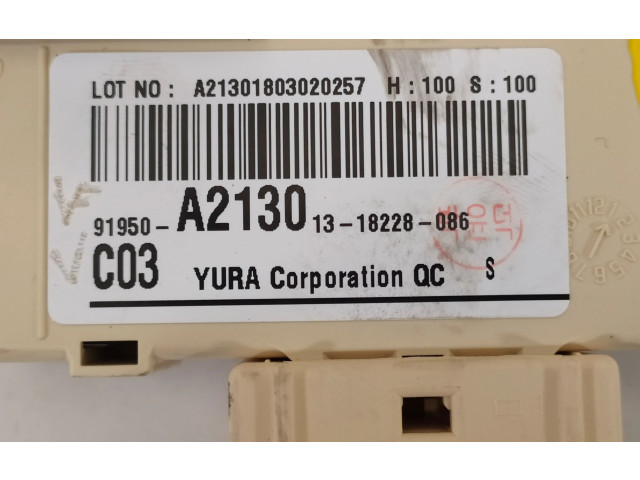 LOT NO : A21301803020257 H : 100 S : 100
91950-A2130 13-18228-086
C03 YURA Corporation QC S